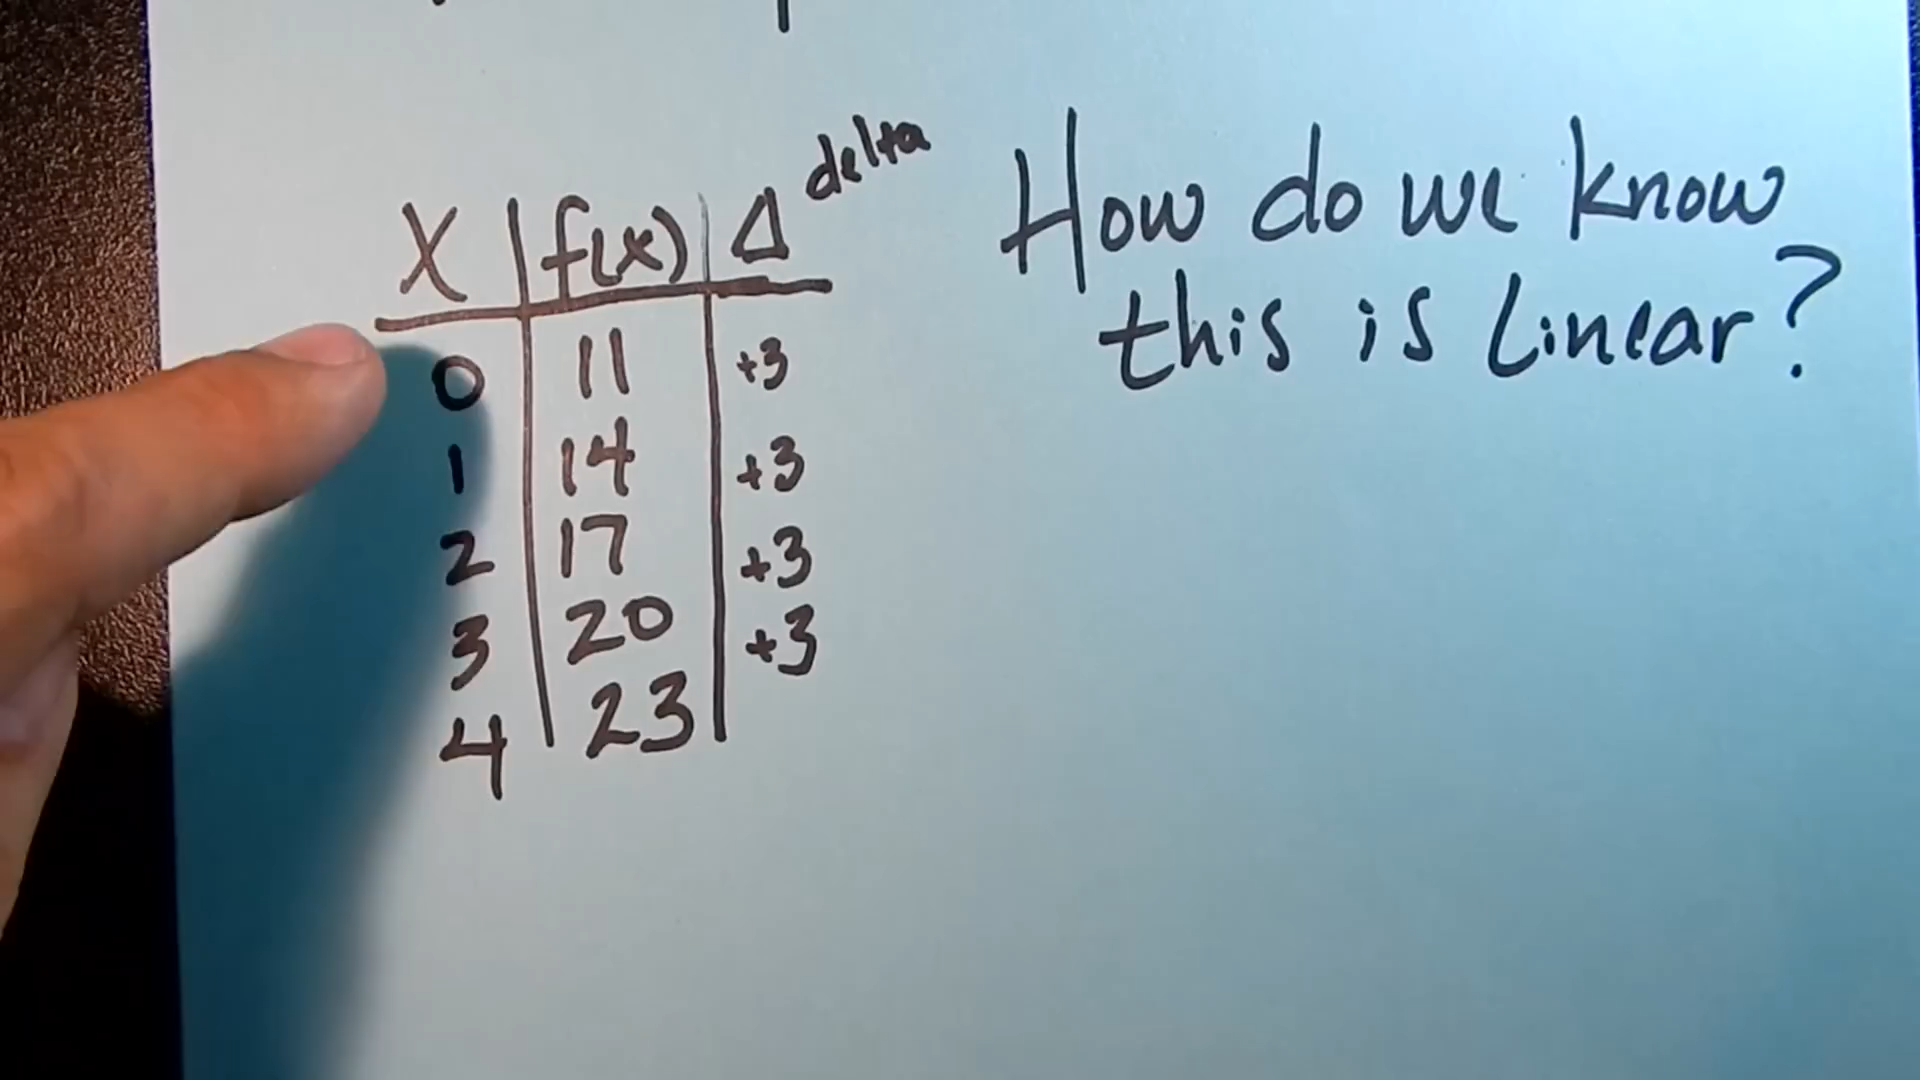 X f(x) Δ delta
0 11 +3
1 14 +3
2 17 +3
3 20 +3
4 23
How do we know
this is Linear?